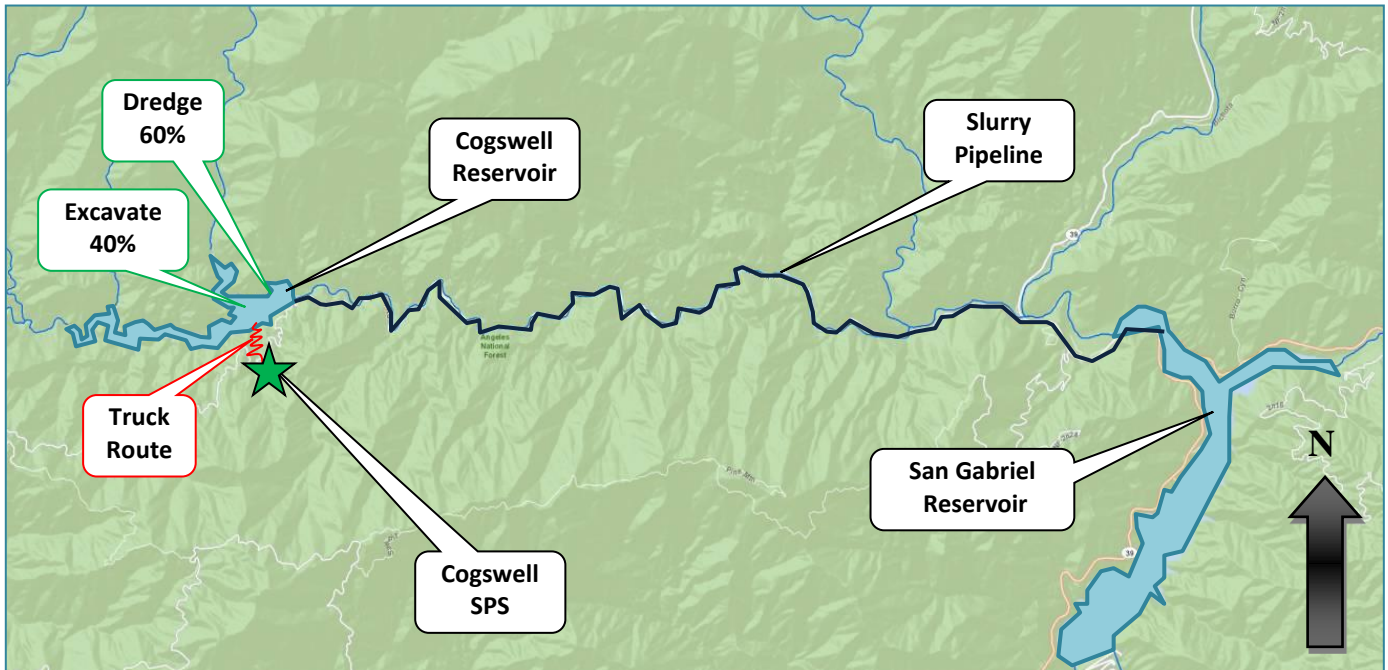 Dredge
60%
Cogswell
Reservoir
Slurry
Pipeline
Excavate
40%
39
Angeles
National
Forest
Truck
Route
San Gabriel
Reservoir
N
39
Cogswell
SPS